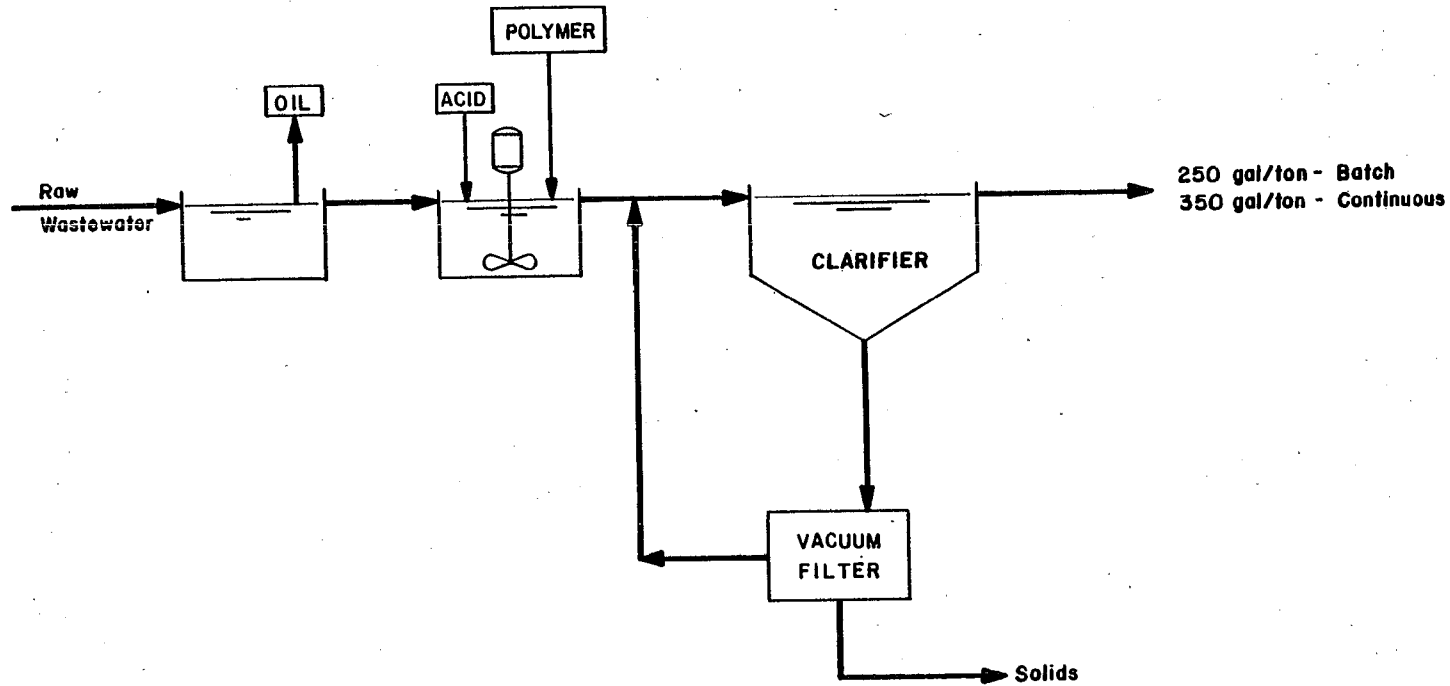 POLYMER
OIL
ACID
Raw
Wastewater
250 gal/ton - Batch
350 gal/ton - Continuous
CLARIFIER
VACUUM
FILTER
Solids